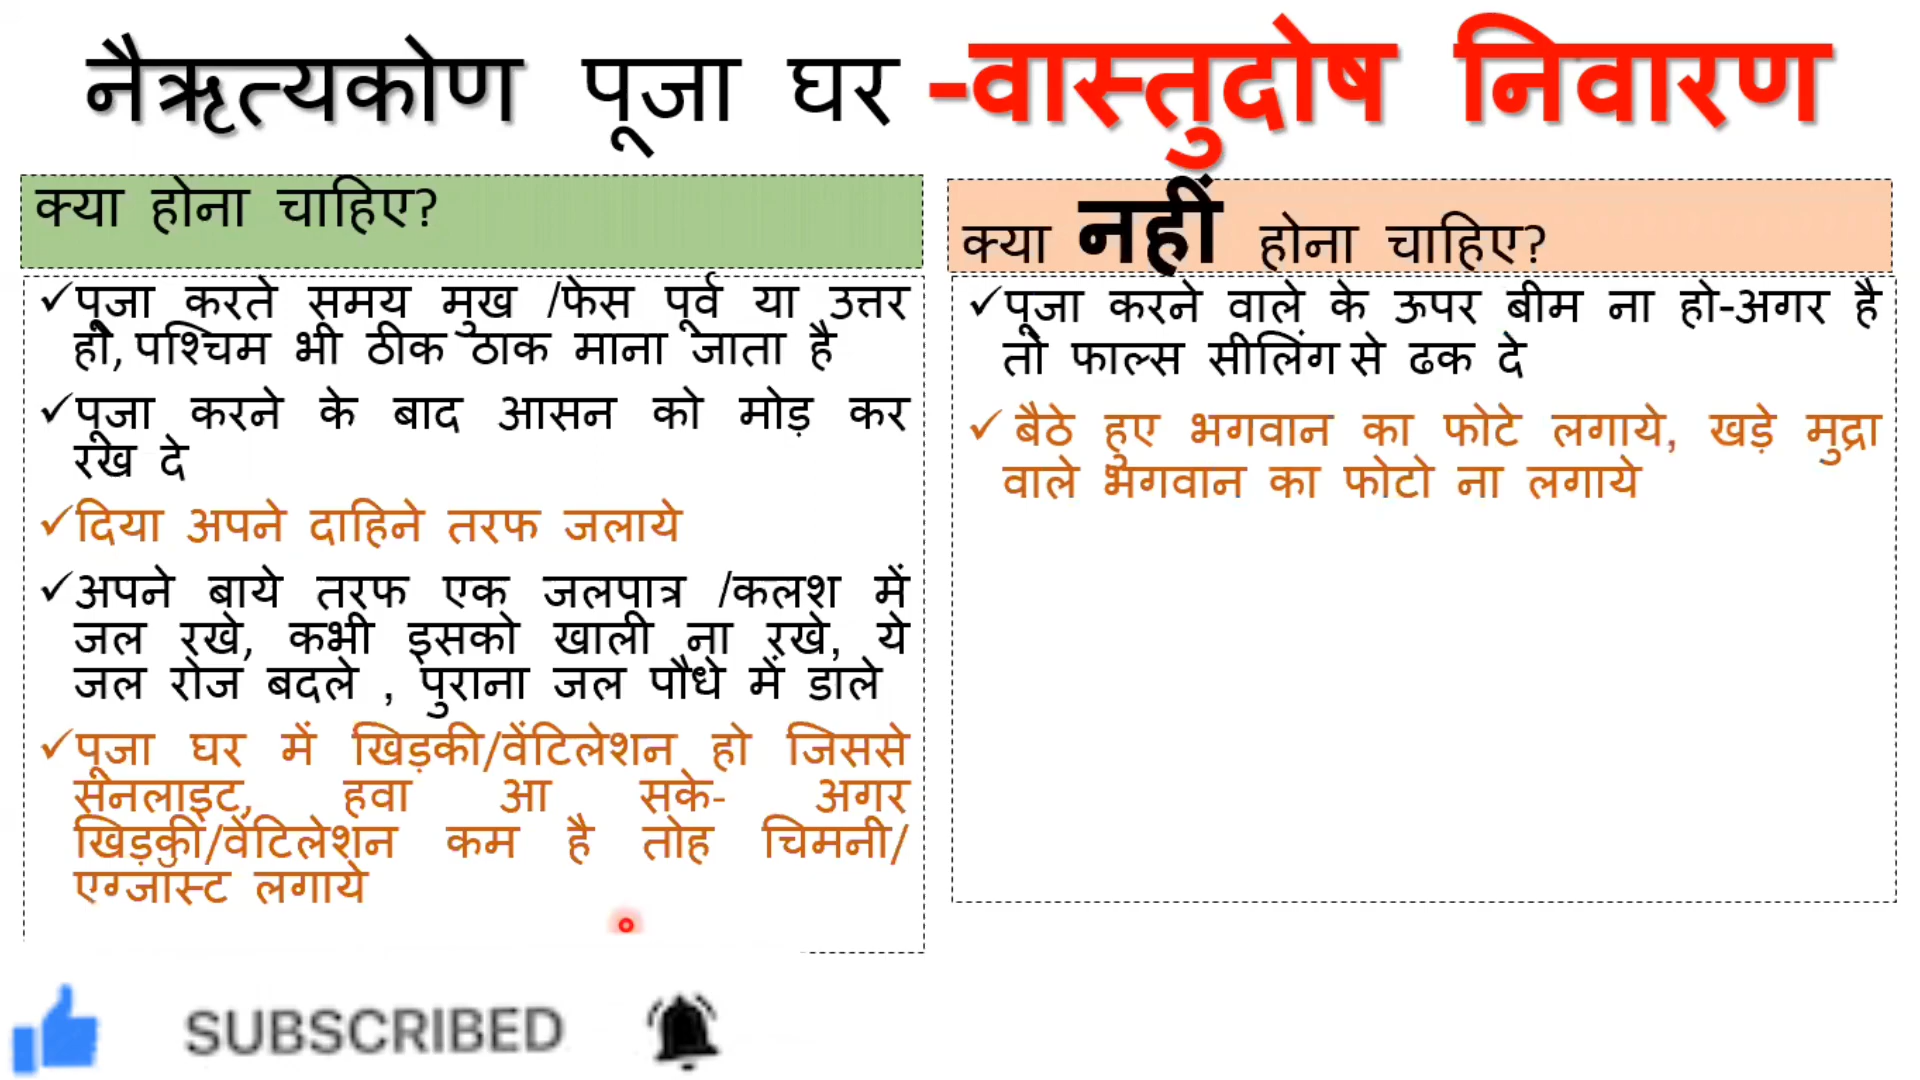 नैऋृत्यकोण पूजा घर -वास्तुदोष निवारण
क्या होना चाहिए?
✓पूजा करते समय मुख /फेस पूर्व या उत्तर
हो, पश्चिम भी ठीक ठाक माना जाता है
✓पूजा करने के बाद आसन को मोड़ कर
रख दे
✓दिया अपने दाहिने तरफ जलाये
✓अपने बाये तरफ एक जलपात्र /कलश में
जल रखे, कभी इसको खाली ना रखे, ये
जल रोज बदले , पुराना जल पौधे में डाले
✓पूजा घर में खिड़की/वेंटिलेशन हो जिससे
सनलाइट, हवा आ सके- अगर
खिड़की/वेंटिलेशन कम है तोह चिमनी/
एग्जास्ट लगाये
क्या नहीं होना चाहिए?
✓पूजा करने वाले के ऊपर बीम ना हो-अगर है
तो फाल्स सीलिंग से ढक दे
✓ बैठे हुए भगवान का फोटे लगाये, खड़े मुद्रा
वाले भगवान का फोटो ना लगाये
SUBSCRIBED